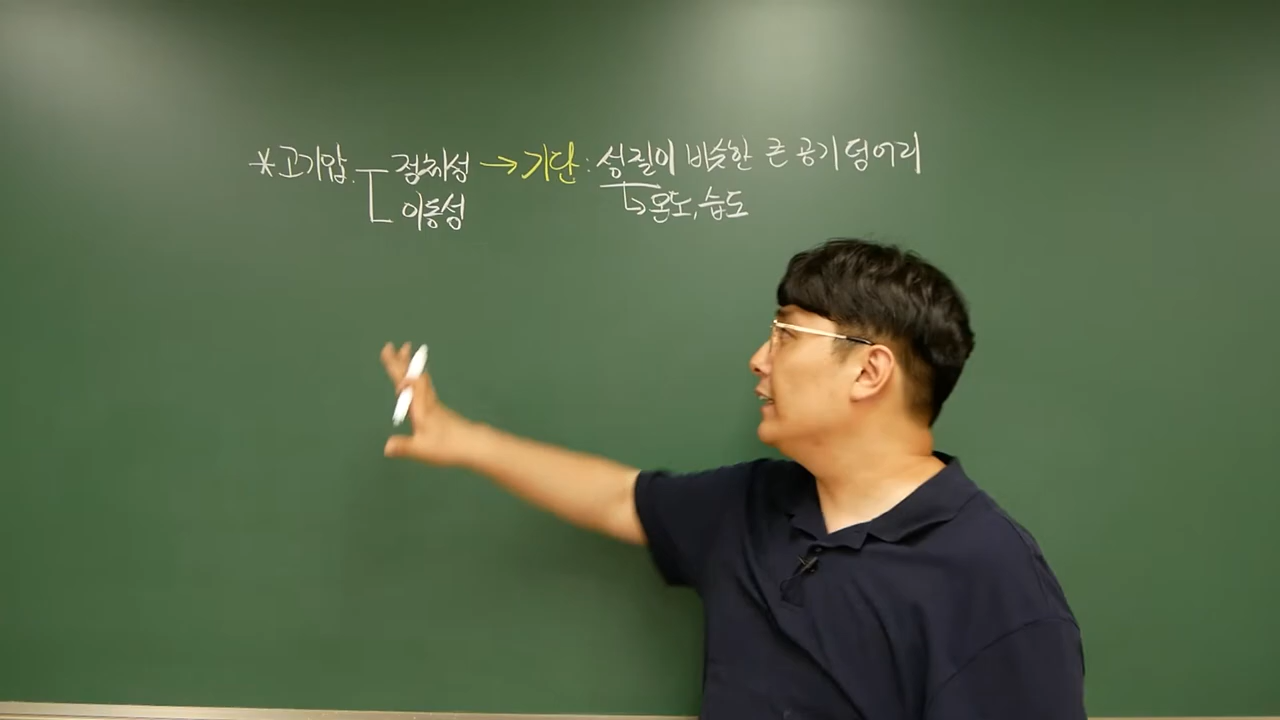 *고기압 정체성 → 기단 : 성질이 비슷한 큰 공기 덩어리
이동성 ↳ 온도, 습도